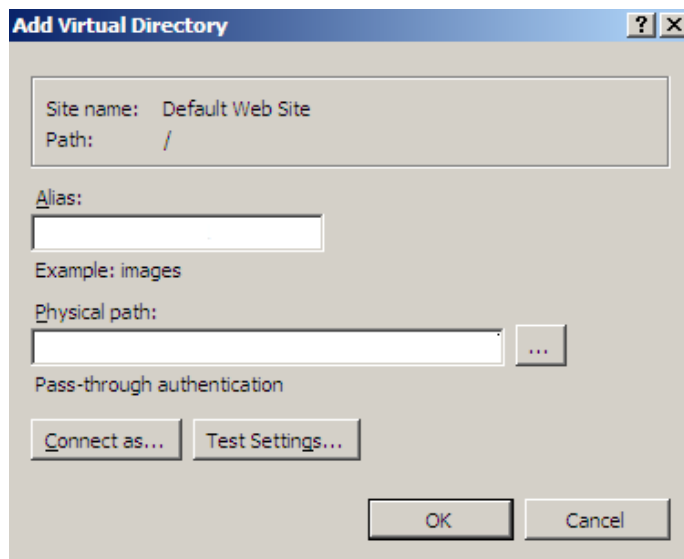 Add Virtual Directory
Site name: Default Web Site
Path: /
Alias:
Example: images
Physical path:
...
Pass-through authentication
Connect as... Test Settings...
OK Cancel